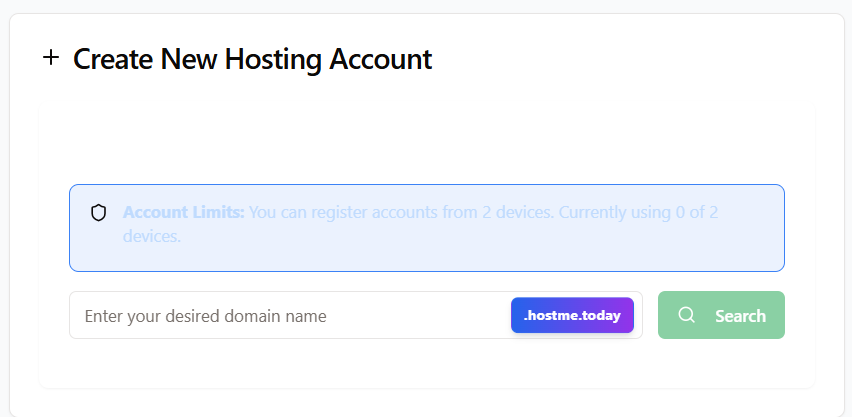 Create New Hosting Account
Account Limits: You can register accounts from 2 devices. Currently using 0 of 2
devices.
Enter your desired domain name
.hostme.today
Search